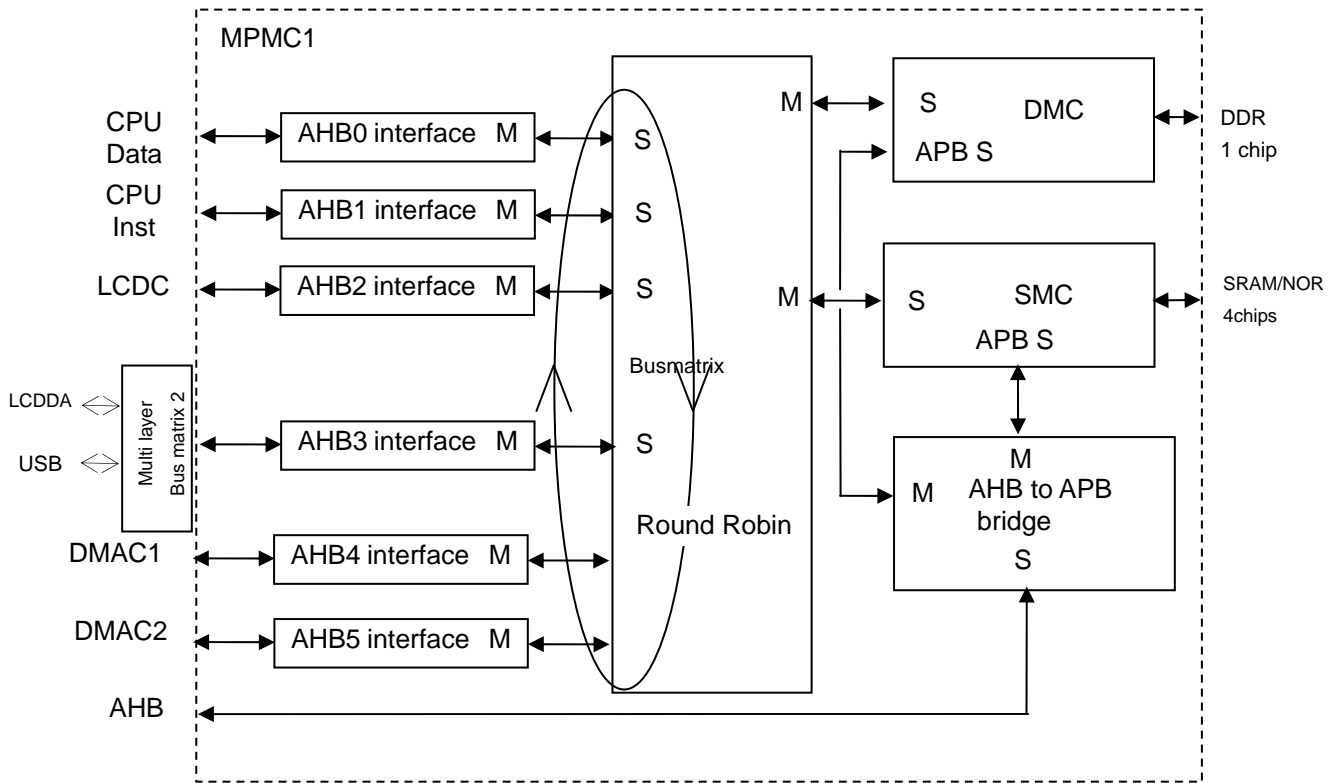 MPMC1
CPU
Data
AHB0 interface M
S
M
S
DMC
APB S
DDR
1 chip
CPU
Inst
AHB1 interface M
S
LCDC
AHB2 interface M
S
M
S
SMC
APB S
SRAM/NOR
4chips
Busmatrix
LCDDA
USB
Multi layer
Bus matrix 2
AHB3 interface M
S
M
M
AHB to APB
bridge
S
Round Robin
DMAC1
AHB4 interface M
DMAC2
AHB5 interface M
AHB